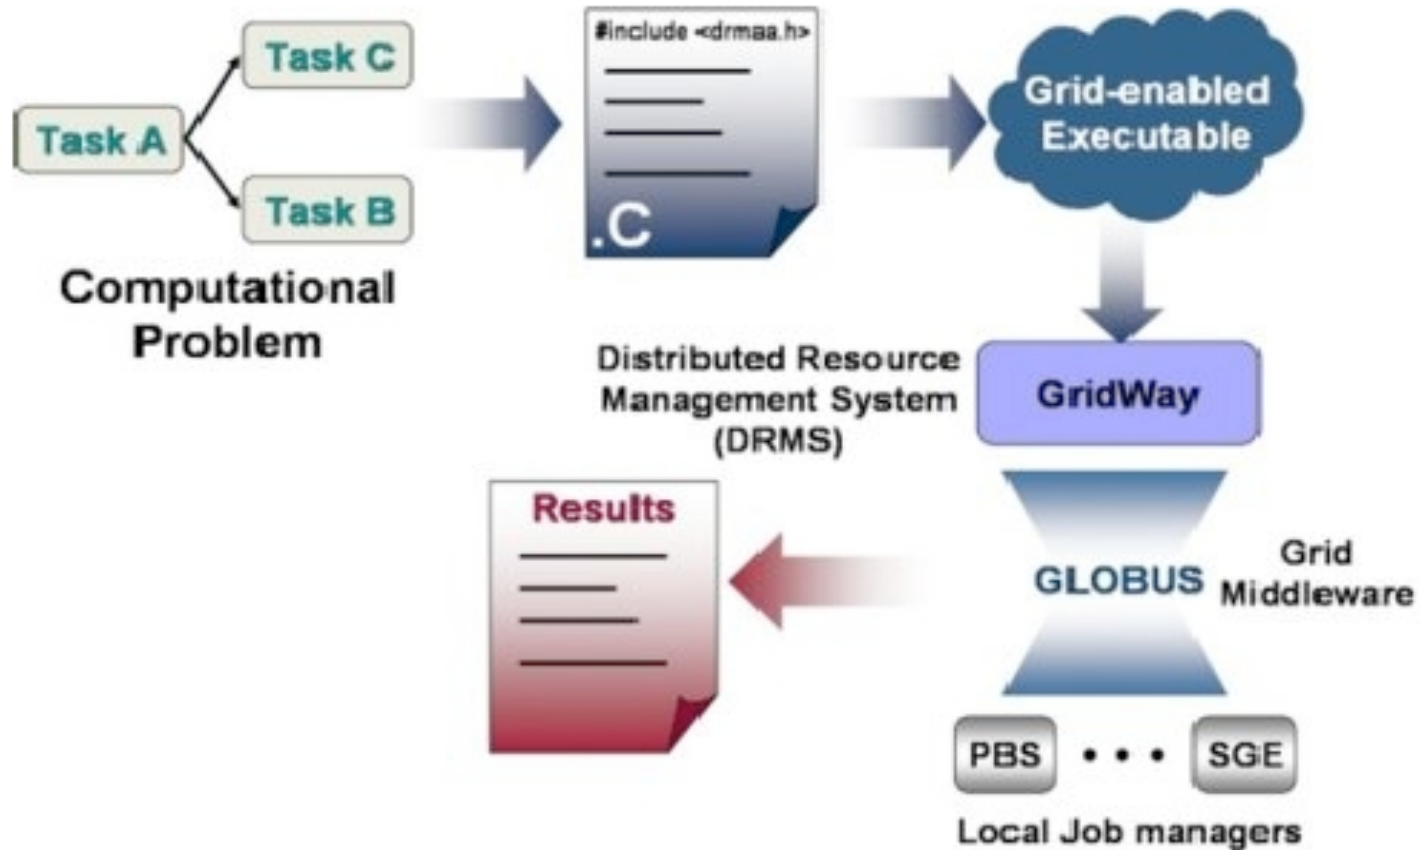 Task C
Task A
Task B
Computational
Problem
#include <drmaa.h>
.C
Grid-enabled
Executable
Distributed Resource
Management System
(DRMS)
GridWay
Results
GLOBUS
Grid
Middleware
PBS • • • SGE
Local Job managers